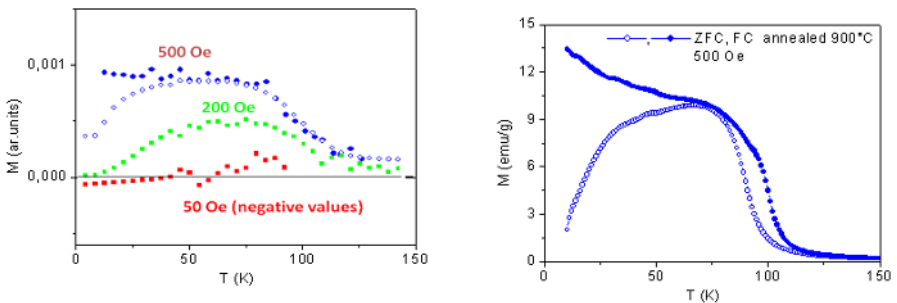 0,001
0,000
M (ar.units)
500 Oe
200 Oe
50 Oe (negative values)
0 50 100 150
T (K)
15
12
9
6
3
0
M (emu/g)
ZFC, FC annealed 900°C
500 Oe
0 50 100 150
T (K)